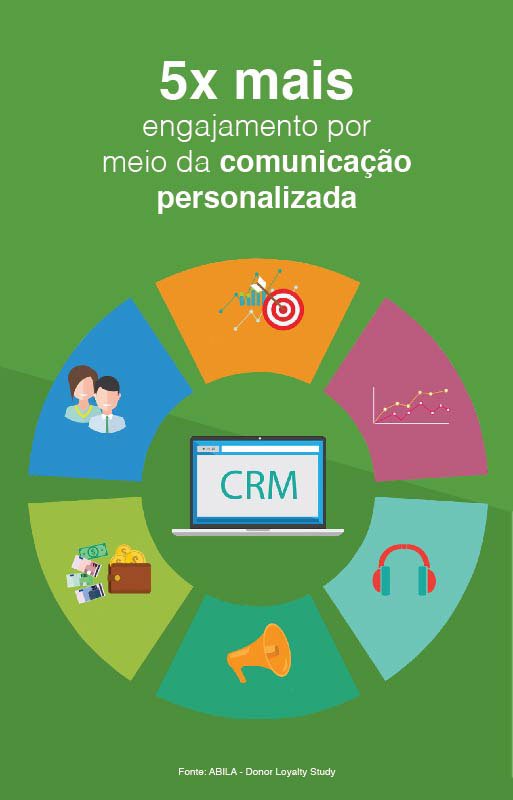 5x mais
engajamento por
meio da comunicação
personalizada
CRM
Fonte: ABILA - Donor Loyalty Study